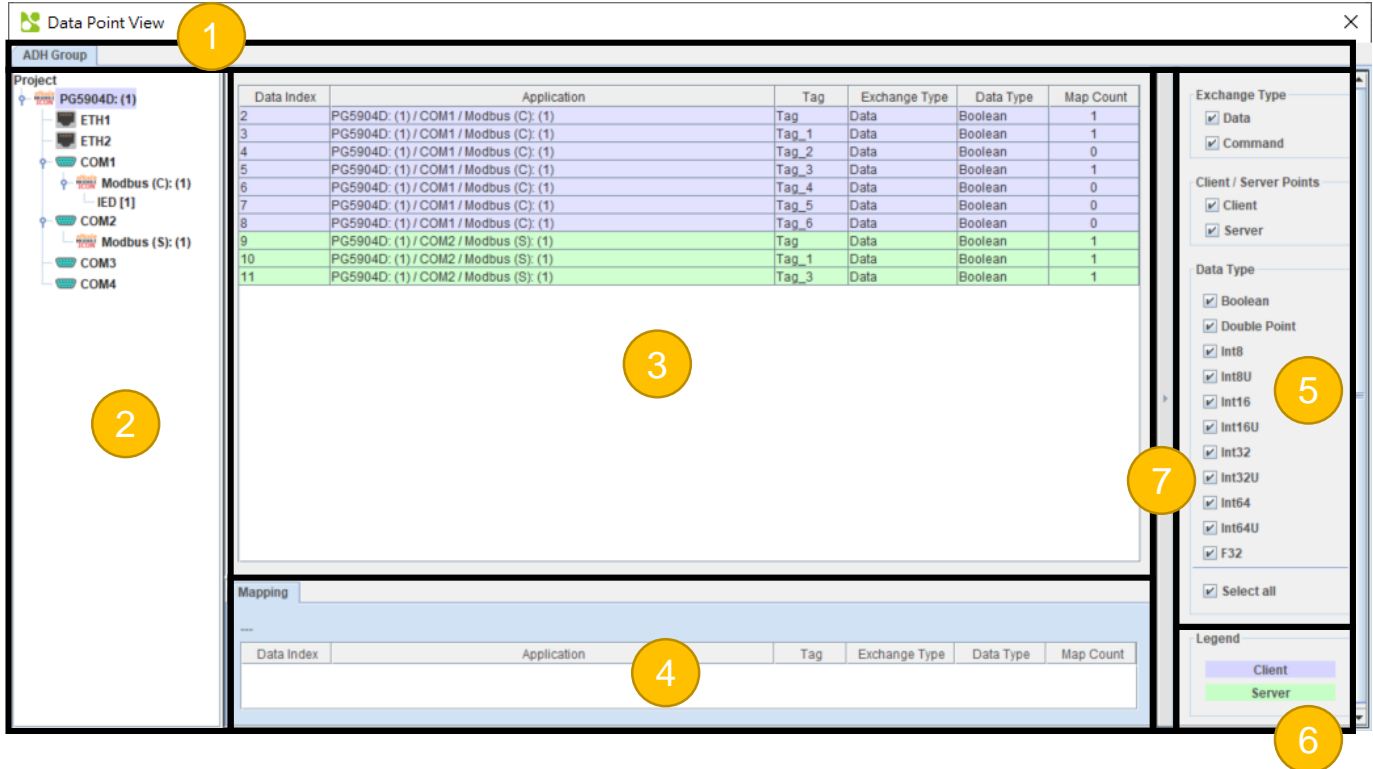 Data Point View
1
ADH Group
Project
PG5904D: (1)
ETH1
ETH2
COM1
Modbus (C): (1)
IED [1]
COM2
Modbus (S): (1)
COM3
COM4
2
Data Index Application Tag Exchange Type Data Type Map Count
2 PG5904D: (1) / COM1 / Modbus (C): (1) Tag Data Boolean 1
3 PG5904D: (1) / COM1 / Modbus (C): (1) Tag_1 Data Boolean 1
4 PG5904D: (1) / COM1 / Modbus (C): (1) Tag_2 Data Boolean 0
5 PG5904D: (1) / COM1 / Modbus (C): (1) Tag_3 Data Boolean 1
6 PG5904D: (1) / COM1 / Modbus (C): (1) Tag_4 Data Boolean 0
7 PG5904D: (1) / COM1 / Modbus (C): (1) Tag_5 Data Boolean 0
8 PG5904D: (1) / COM1 / Modbus (C): (1) Tag_6 Data Boolean 0
9 PG5904D: (1) / COM2 / Modbus (S): (1) Tag Data Boolean 1
10 PG5904D: (1) / COM2 / Modbus (S): (1) Tag_1 Data Boolean 1
11 PG5904D: (1) / COM2 / Modbus (S): (1) Tag_3 Data Boolean 1
3
Mapping
---
Data Index Application Tag Exchange Type Data Type Map Count
4
7
Exchange Type
Data
Command
Client / Server Points
Client
Server
Data Type
Boolean
Double Point
Int8
Int8U
Int16
Int16U
Int32
Int32U
Int64
Int64U
F32
Select all
5
Legend
Client
Server
6